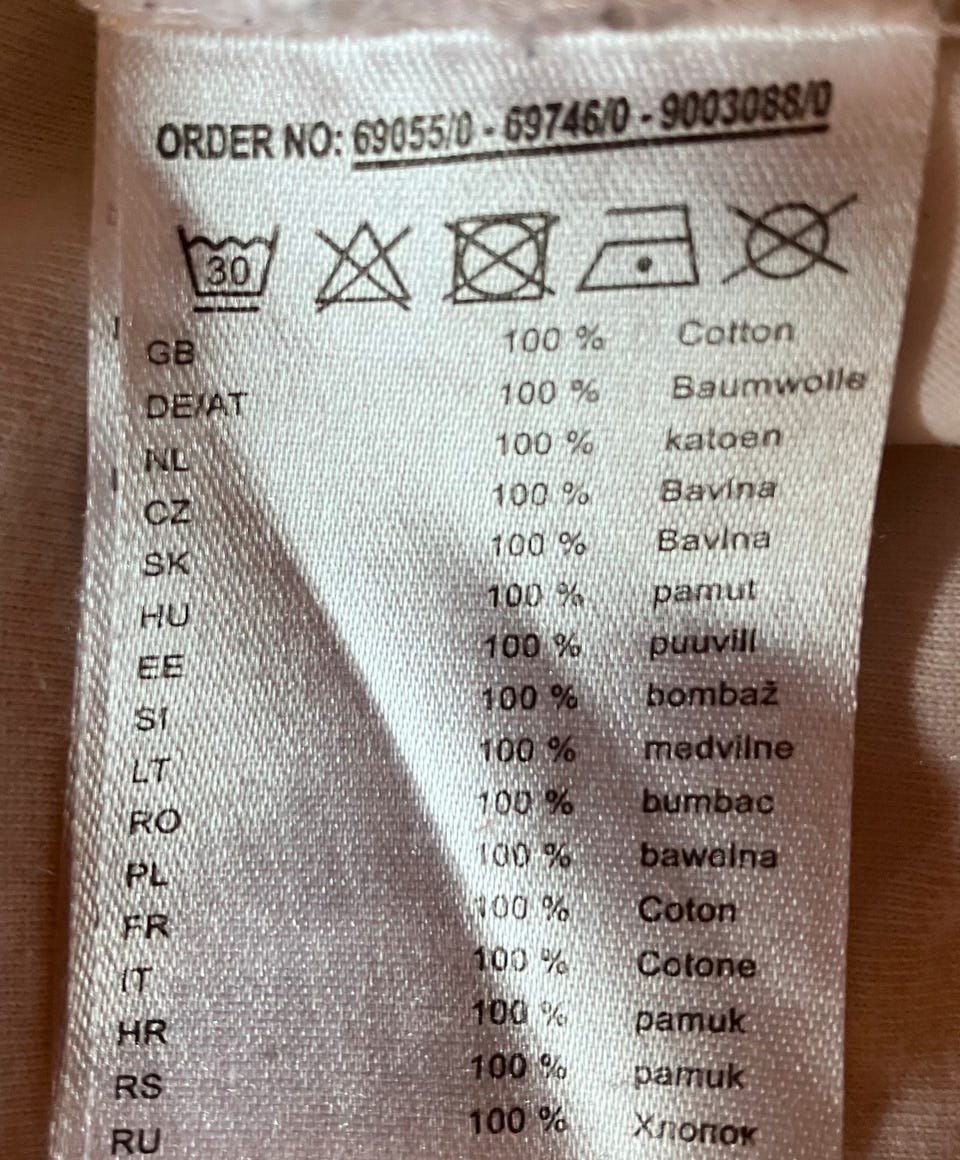 ORDER NO: 69055/0 - 69746/0 - 9003088/0
30
GB 100 % Cotton
DE/AT 100 % Baumwolle
NL 100 % katoen
CZ 100 % Bavlna
SK 100 % Bavlna
HU 100 % pamut
EE 100 % puuvill
SI 100 % bombaž
LT 100 % medvilne
RO 100 % bumbac
PL 100 % bawelna
FR 100 % Coton
IT 100 % Cotone
HR 100 % pamuk
RS 100 % pamuk
RU 100 % Хлопок